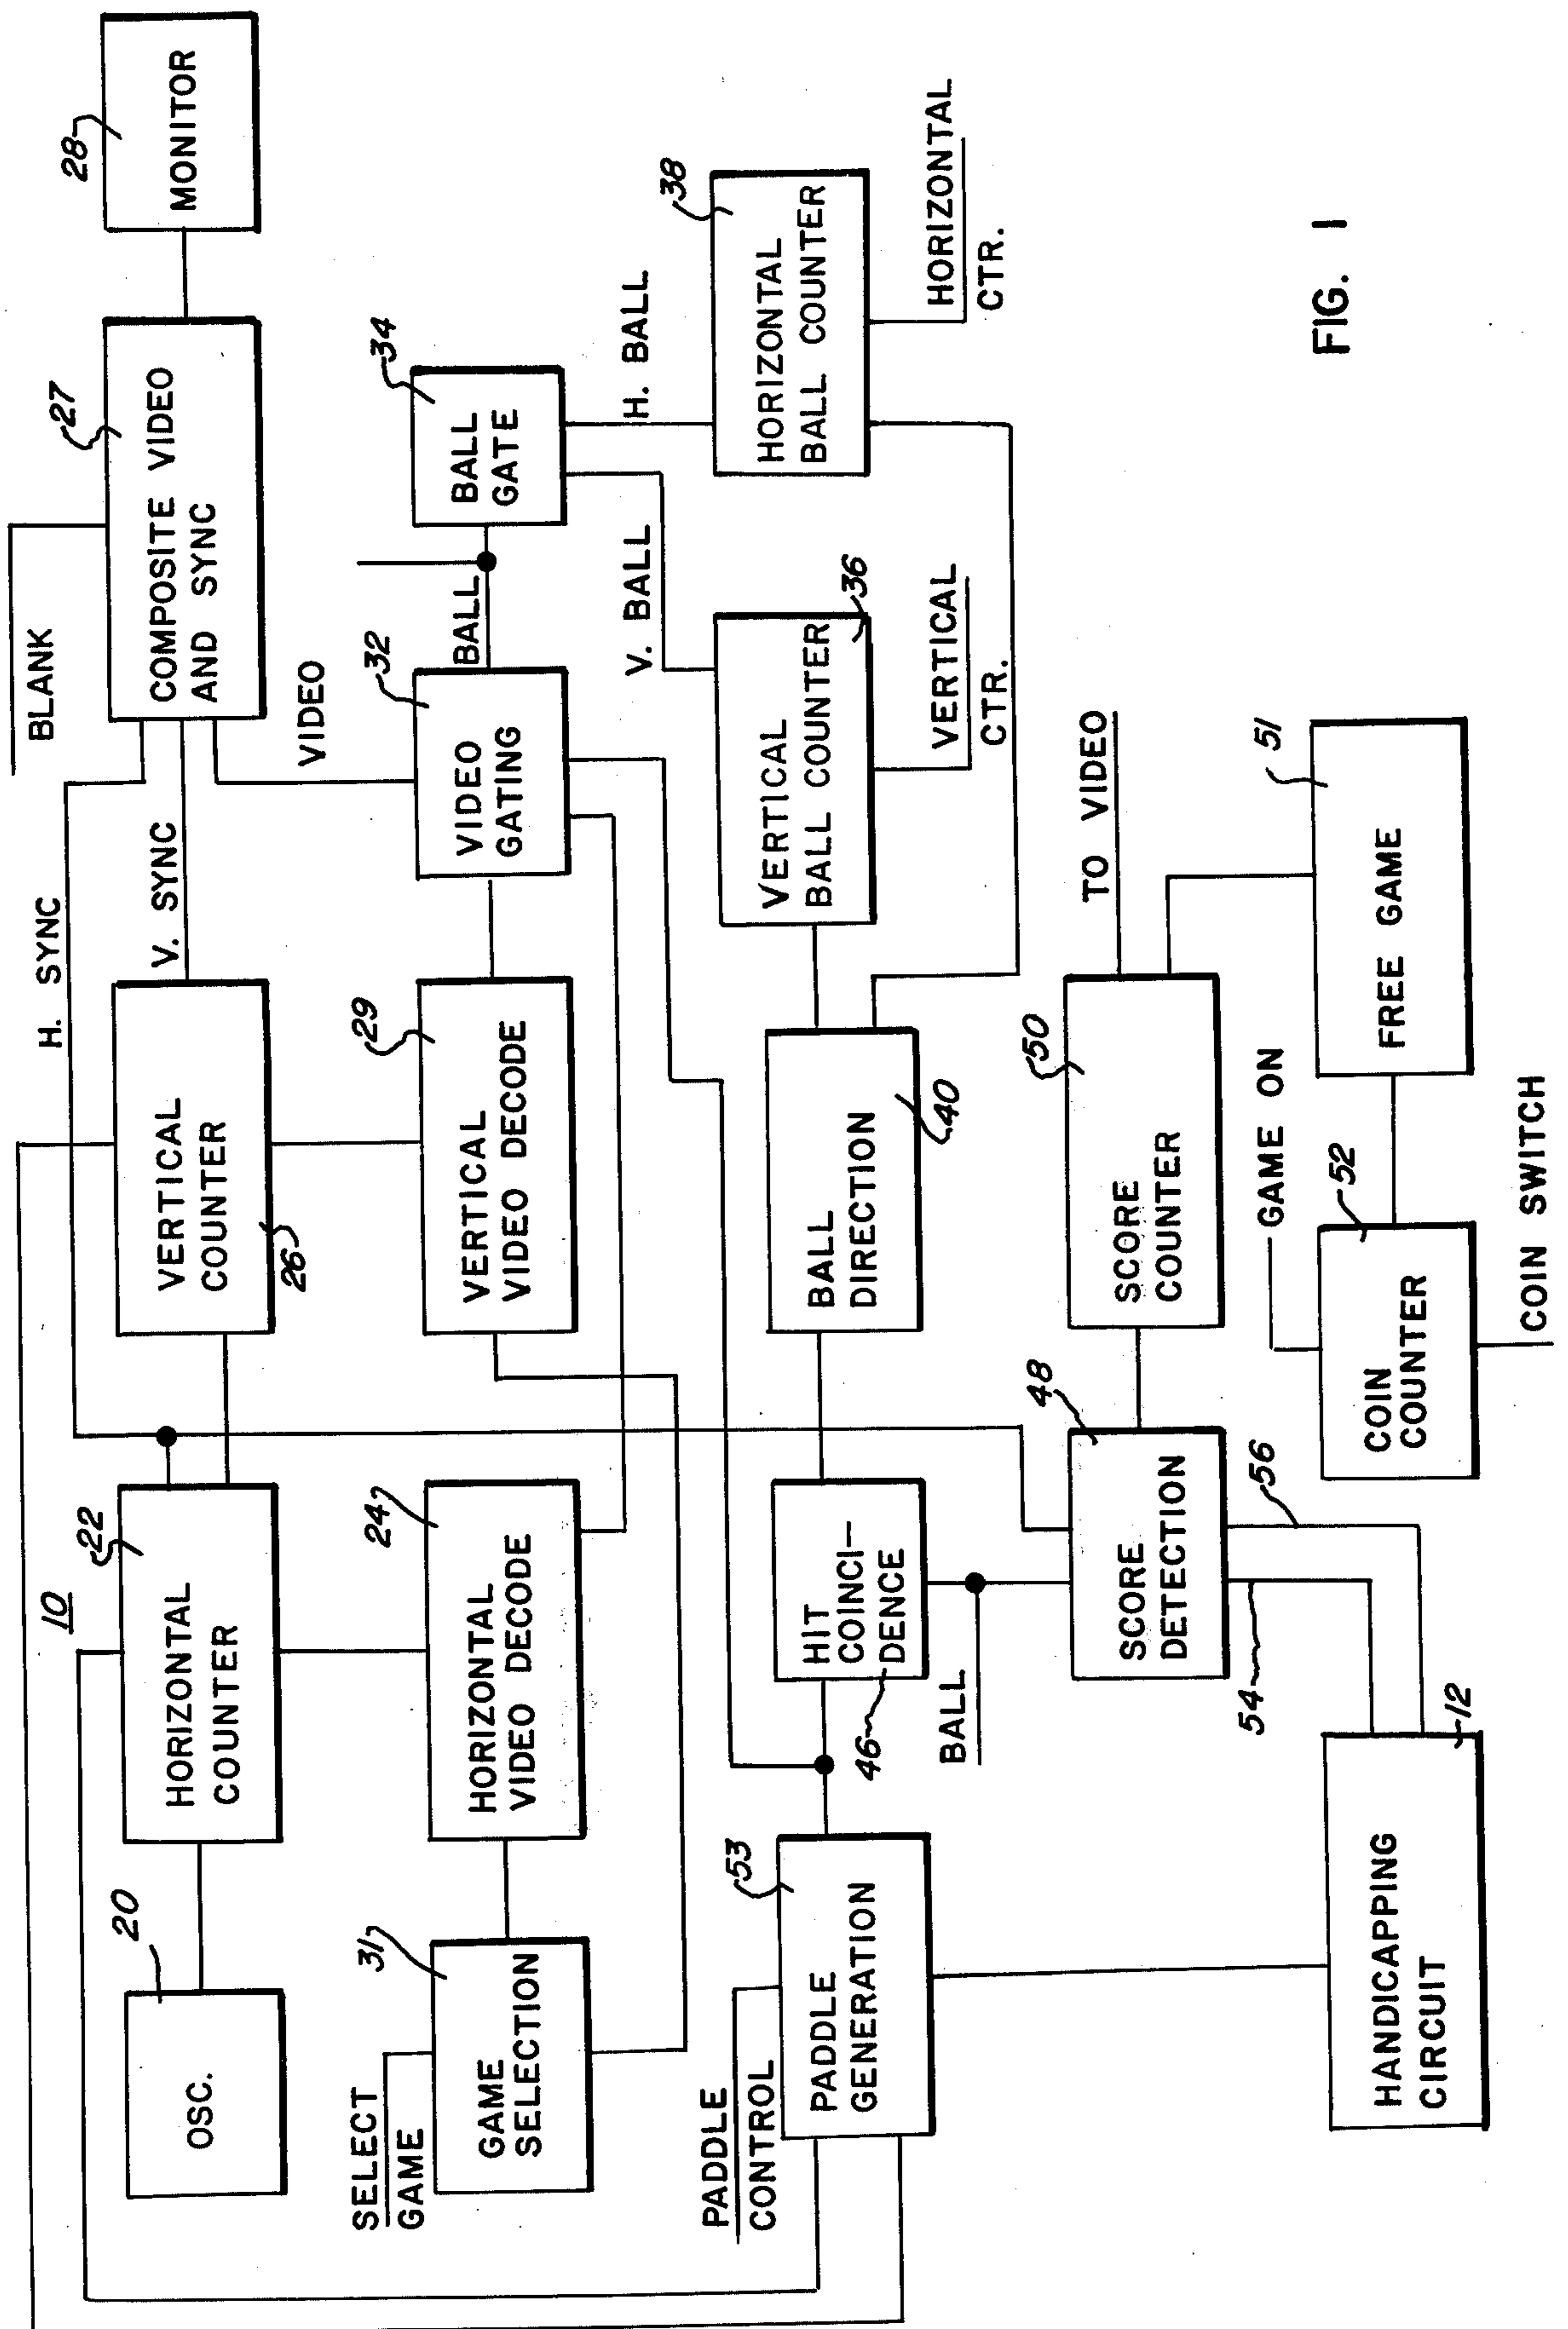 10
20
OSC.
22
HORIZONTAL
COUNTER
H. SYNC
VERTICAL
COUNTER
26
V. SYNC
BLANK
27
COMPOSITE VIDEO
AND SYNC
28
MONITOR
SELECT
GAME
31
GAME
SELECTION
24
HORIZONTAL
VIDEO DECODE
29
VERTICAL
VIDEO DECODE
VIDEO
32
VIDEO
GATING
BALL
34
BALL
GATE
V. BALL
H. BALL
PADDLE
CONTROL
53
PADDLE
GENERATION
HIT
COINCI-
DENCE
46
BALL
BALL
DIRECTION
40
VERTICAL
BALL COUNTER
36
VERTICAL
CTR.
38
HORIZONTAL
BALL COUNTER
HORIZONTAL
CTR.
48
SCORE
DETECTION
54
56
50
SCORE
COUNTER
TO VIDEO
HANDICAPPING
CIRCUIT
12
GAME ON
COIN
COUNTER
52
COIN SWITCH
51
FREE GAME
FIG. 1